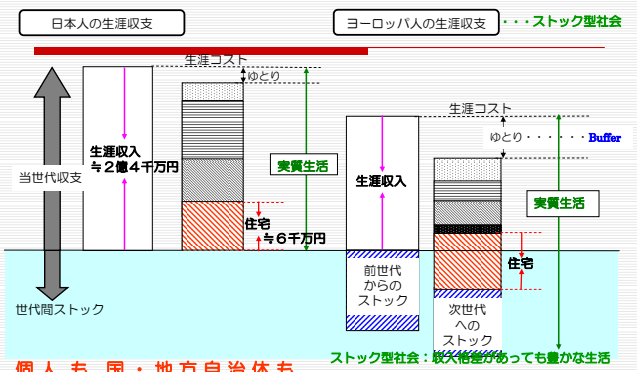 日本人の生涯収支
ヨーロッパ人の生涯収支
・・・ストック型社会
生涯コスト
ゆとり
生涯収入
≒2億4千万円
当世代収支
実質生活
住宅
≒6千万円
世代間ストック
生涯コスト
ゆとり・・・・・・Buffer
生涯収入
実質生活
住宅
前世代
からの
ストック
次世代
への
ストック
ストック型社会:収入格差があっても豊かな生活
個人も、国・地方自治体も